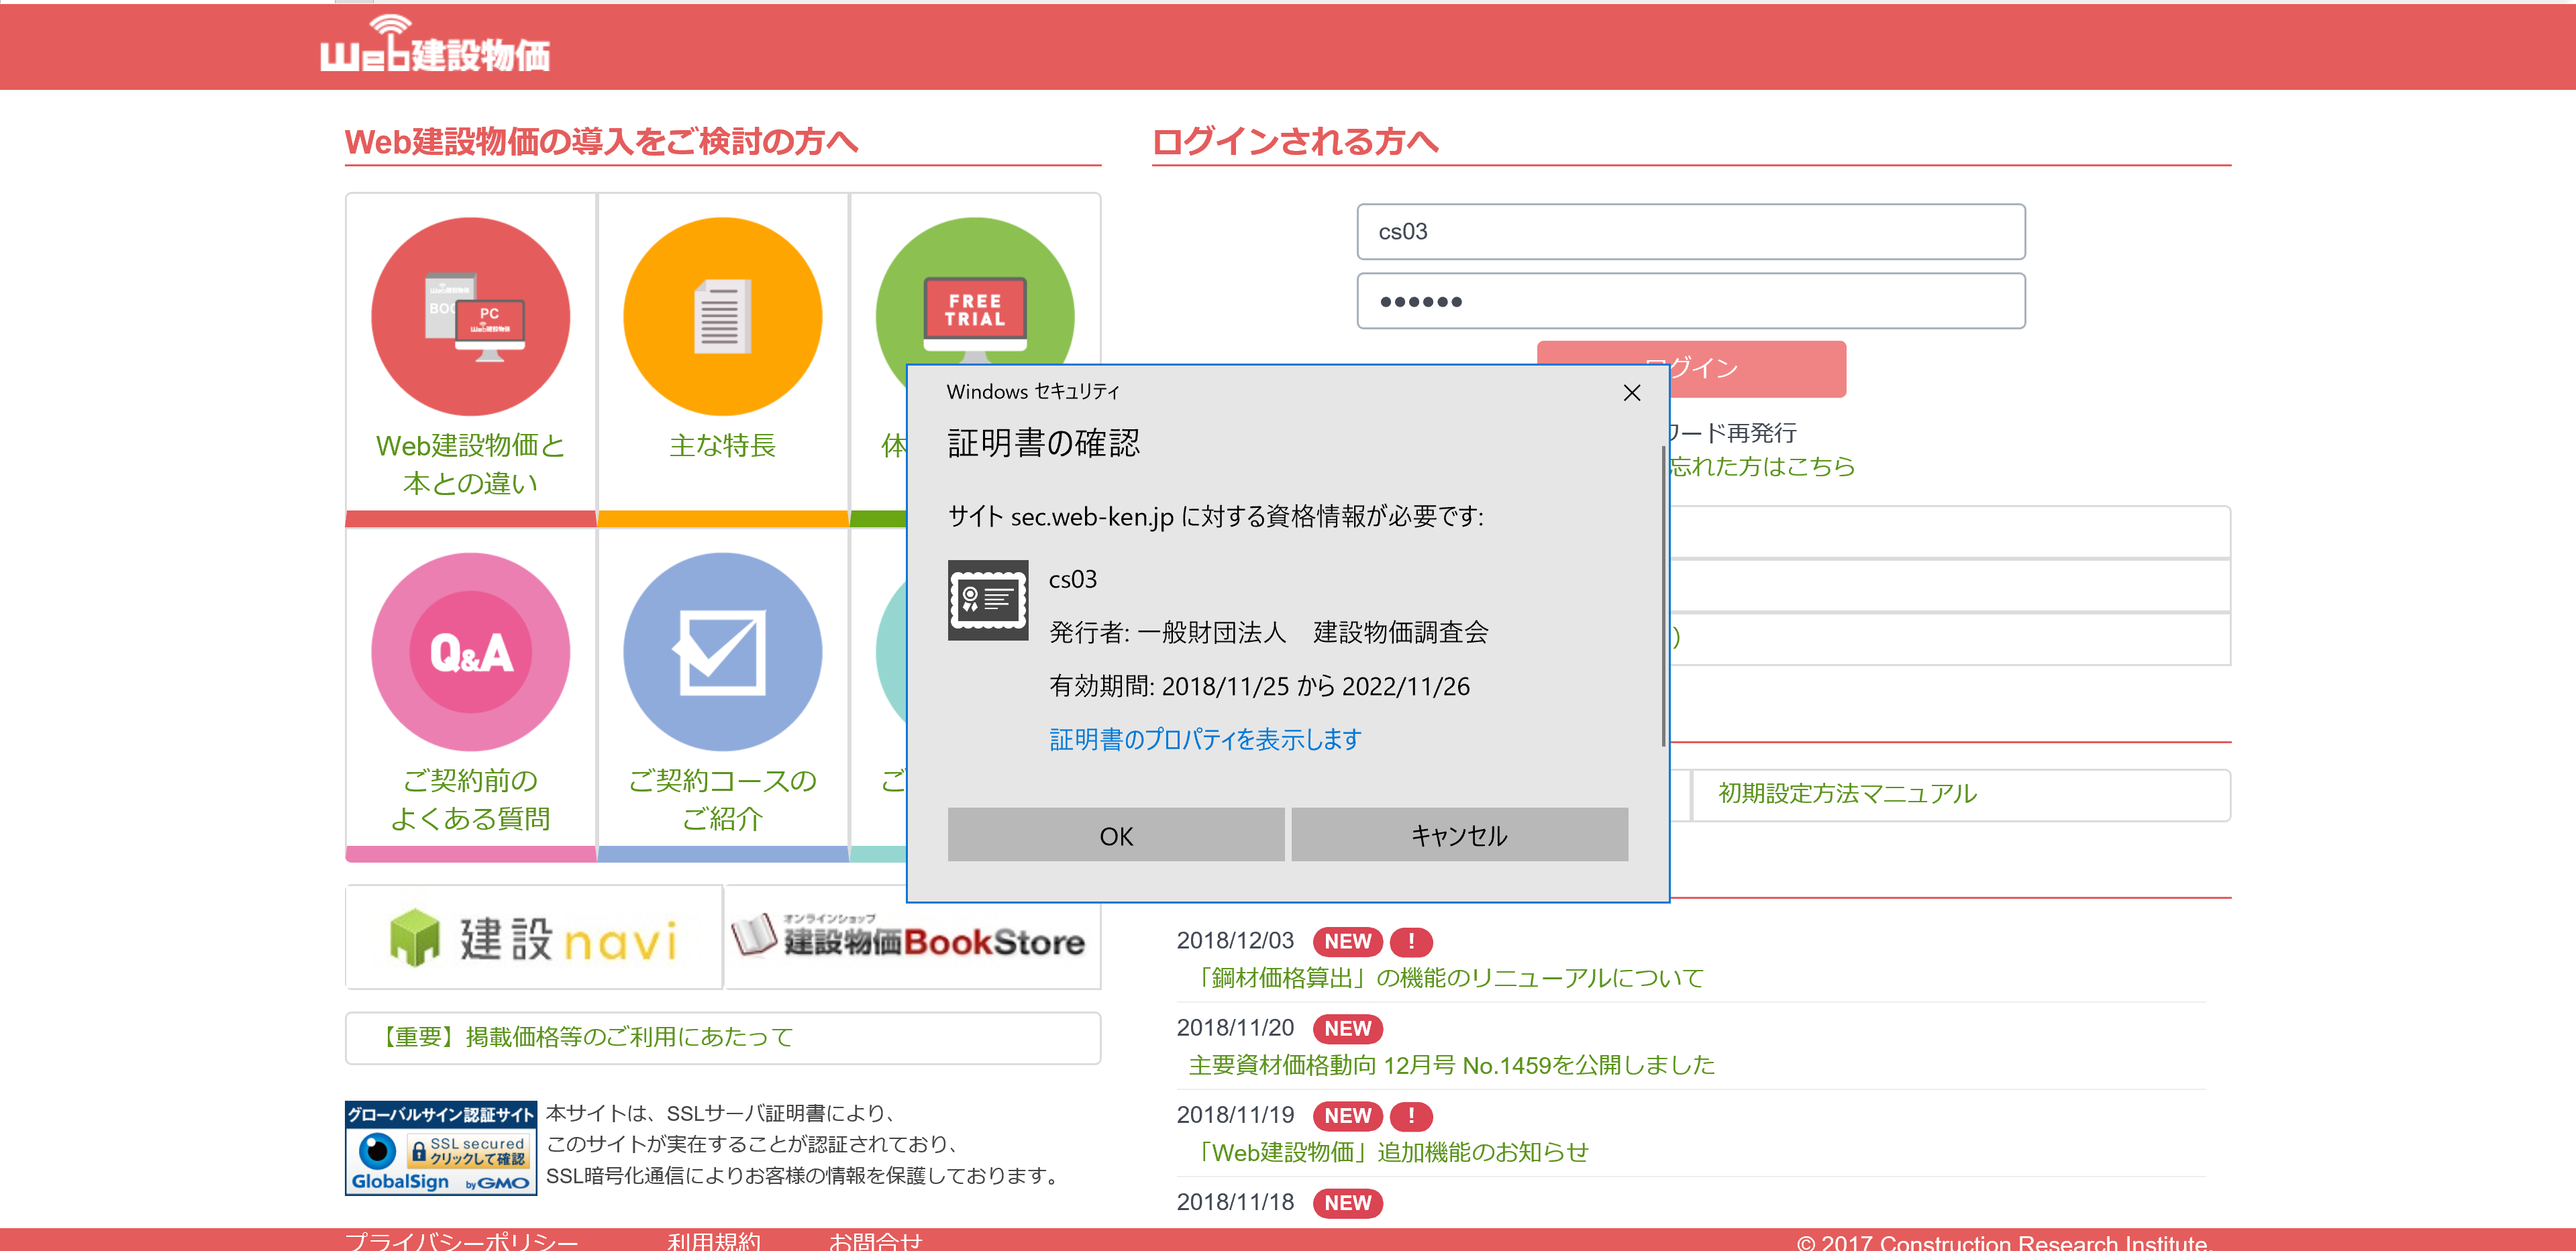 Web建設物価
Web建設物価の導入をご検討の方へ
ログインされる方へ
cs03
BOO
PC
Web建設物価
FREE
TRIAL
グイン
Web建設物価と
本との違い
主な特長
体
ード再発行
忘れた方はこちら
Windows セキュリティ
証明書の確認
サイト sec.web-ken.jp に対する資格情報が必要です:
cs03
発行者: 一般財団法人　建設物価調査会
有効期間: 2018/11/25 から 2022/11/26
証明書のプロパティを表示します
OK
キャンセル
)
Q&A
ご契約前の
よくある質問
ご契約コースの
ご紹介
ご
初期設定方法マニュアル
建設navi
オンラインショップ
建設物価BookStore
【重要】掲載価格等のご利用にあたって
グローバルサイン認証サイト
SSL secured
クリックして確認
GlobalSign by GMO
本サイトは、SSLサーバ証明書により、
このサイトが実在することが認証されており、
SSL暗号化通信によりお客様の情報を保護しております。
2018/12/03 NEW !
「鋼材価格算出」の機能のリニューアルについて
2018/11/20 NEW
主要資材価格動向 12月号 No.1459を公開しました
2018/11/19 NEW !
「Web建設物価」追加機能のお知らせ
2018/11/18 NEW
プライバシーポリシー 利用規約 お問合せ
© 2017 Construction Research Institute.